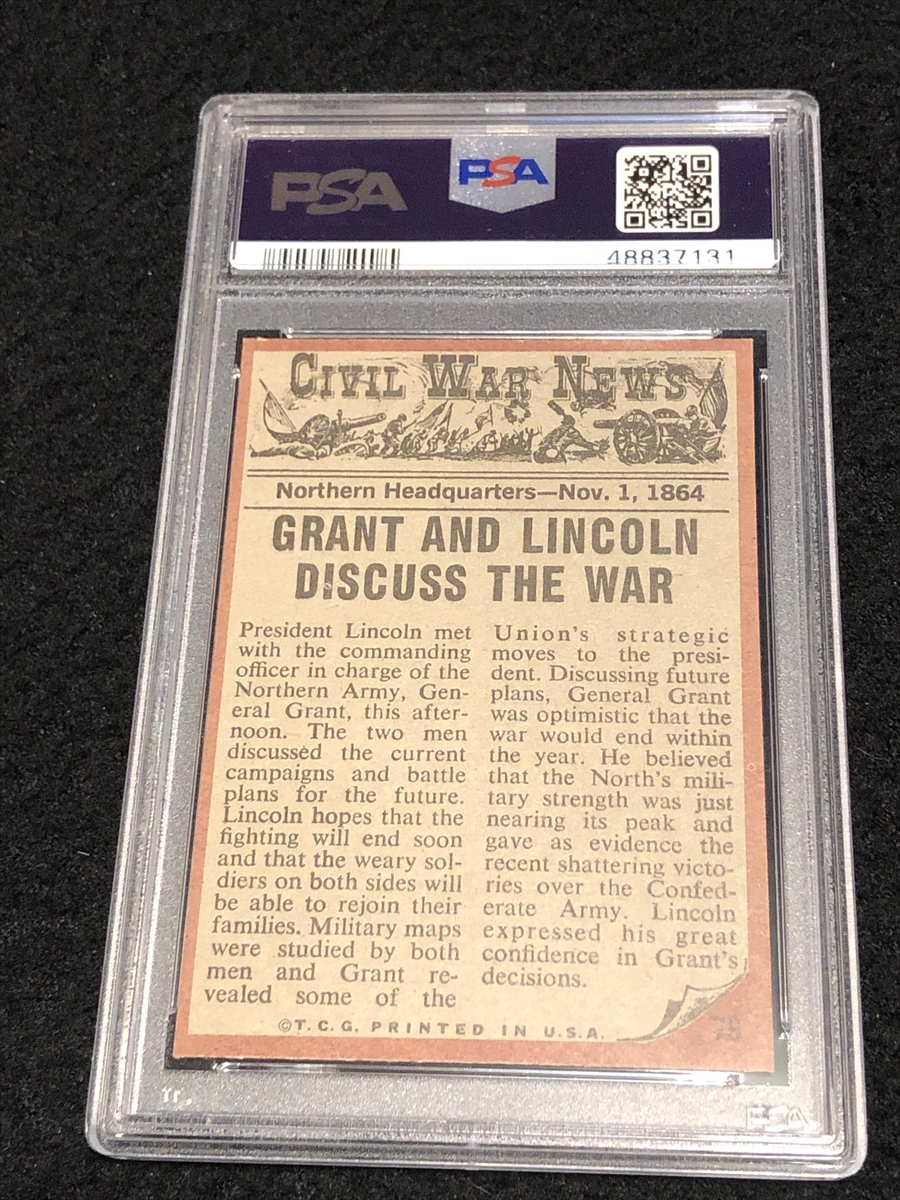 PSA
PSA
48837131
CIVIL WAR NEWS
Northern Headquarters—Nov. 1, 1864
GRANT AND LINCOLN
DISCUSS THE WAR
President Lincoln met
with the commanding
officer in charge of the
Northern Army, Gen-
eral Grant, this after-
noon. The two men
discussed the current
campaigns and battle
plans for the future.
Lincoln hopes that the
fighting will end soon
and that the weary sol-
diers on both sides will
be able to rejoin their
families. Military maps
were studied by both
men and Grant re-
vealed some of the
Union's strategic
moves to the presi-
dent. Discussing future
plans, General Grant
was optimistic that the
war would end within
the year. He believed
that the North's mili-
tary strength was just
nearing its peak and
gave as evidence the
recent shattering victo-
ries over the Confed-
erate Army. Lincoln
expressed his great
confidence in Grant's
decisions.
©T.C.G. PRINTED IN U.S.A.
PSA